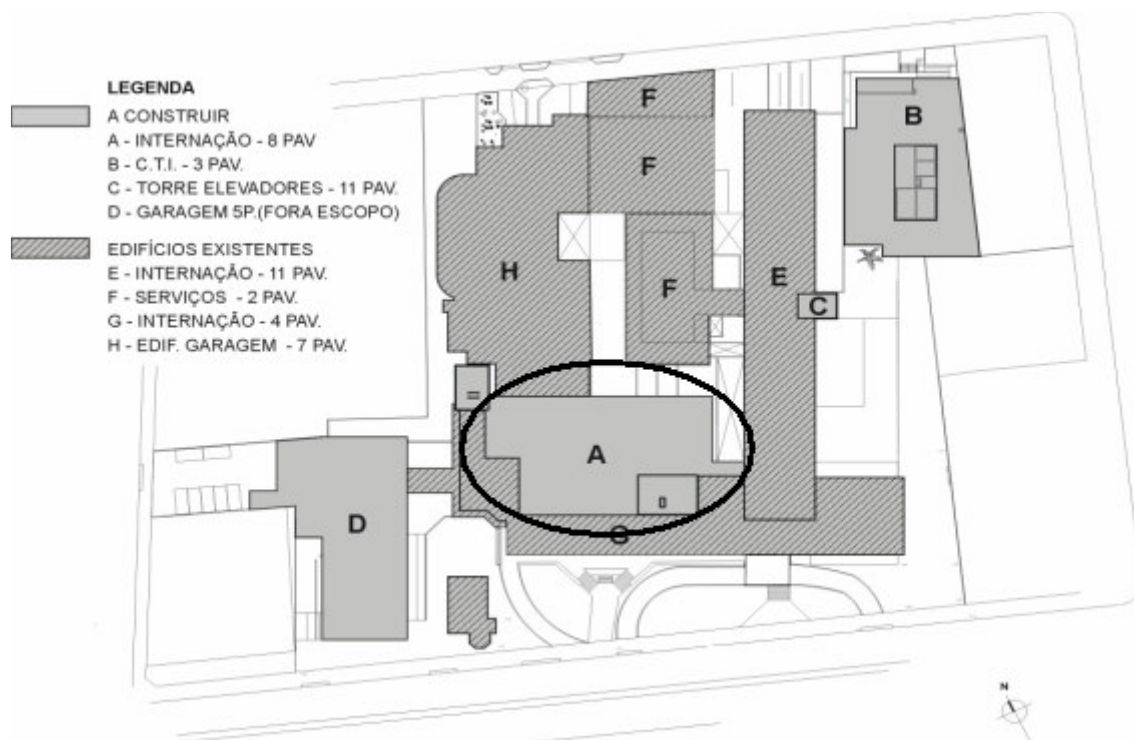 LEGENDA
A CONSTRUIR
A - INTERNAÇÃO - 8 PAV
B - C.T.I. - 3 PAV.
C - TORRE ELEVADORES - 11 PAV.
D - GARAGEM 5P.(FORA ESCOPO)
EDIFÍCIOS EXISTENTES
E - INTERNAÇÃO - 11 PAV.
F - SERVIÇOS - 2 PAV.
G - INTERNAÇÃO - 4 PAV.
H - EDIF. GARAGEM - 7 PAV.
F
B
F
H
F
E
C
A
D
G
N